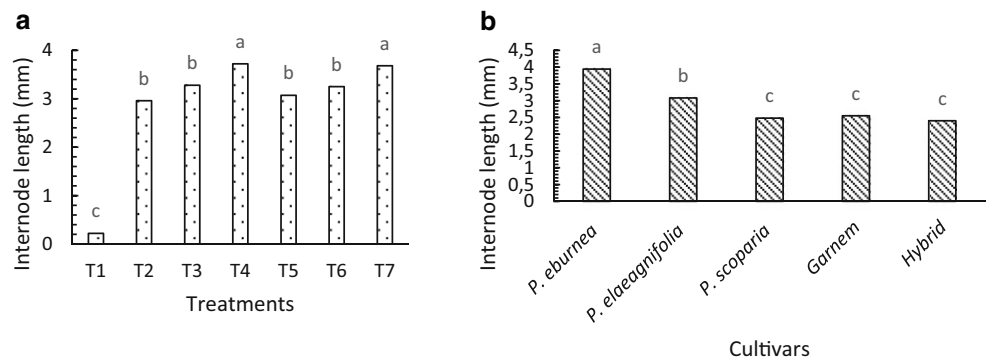 a
Internode length (mm)
4
3
2
1
0
c
b
b
a
b
b
a
T1 T2 T3 T4 T5 T6 T7
Treatments
b
Internode length (mm)
4,5
4
3,5
3
2,5
2
1,5
1
0,5
0
a
b
c
c
c
P. eburnea
P. elaeagnifolia
P. scoparia
Garnem
Hybrid
Cultivars